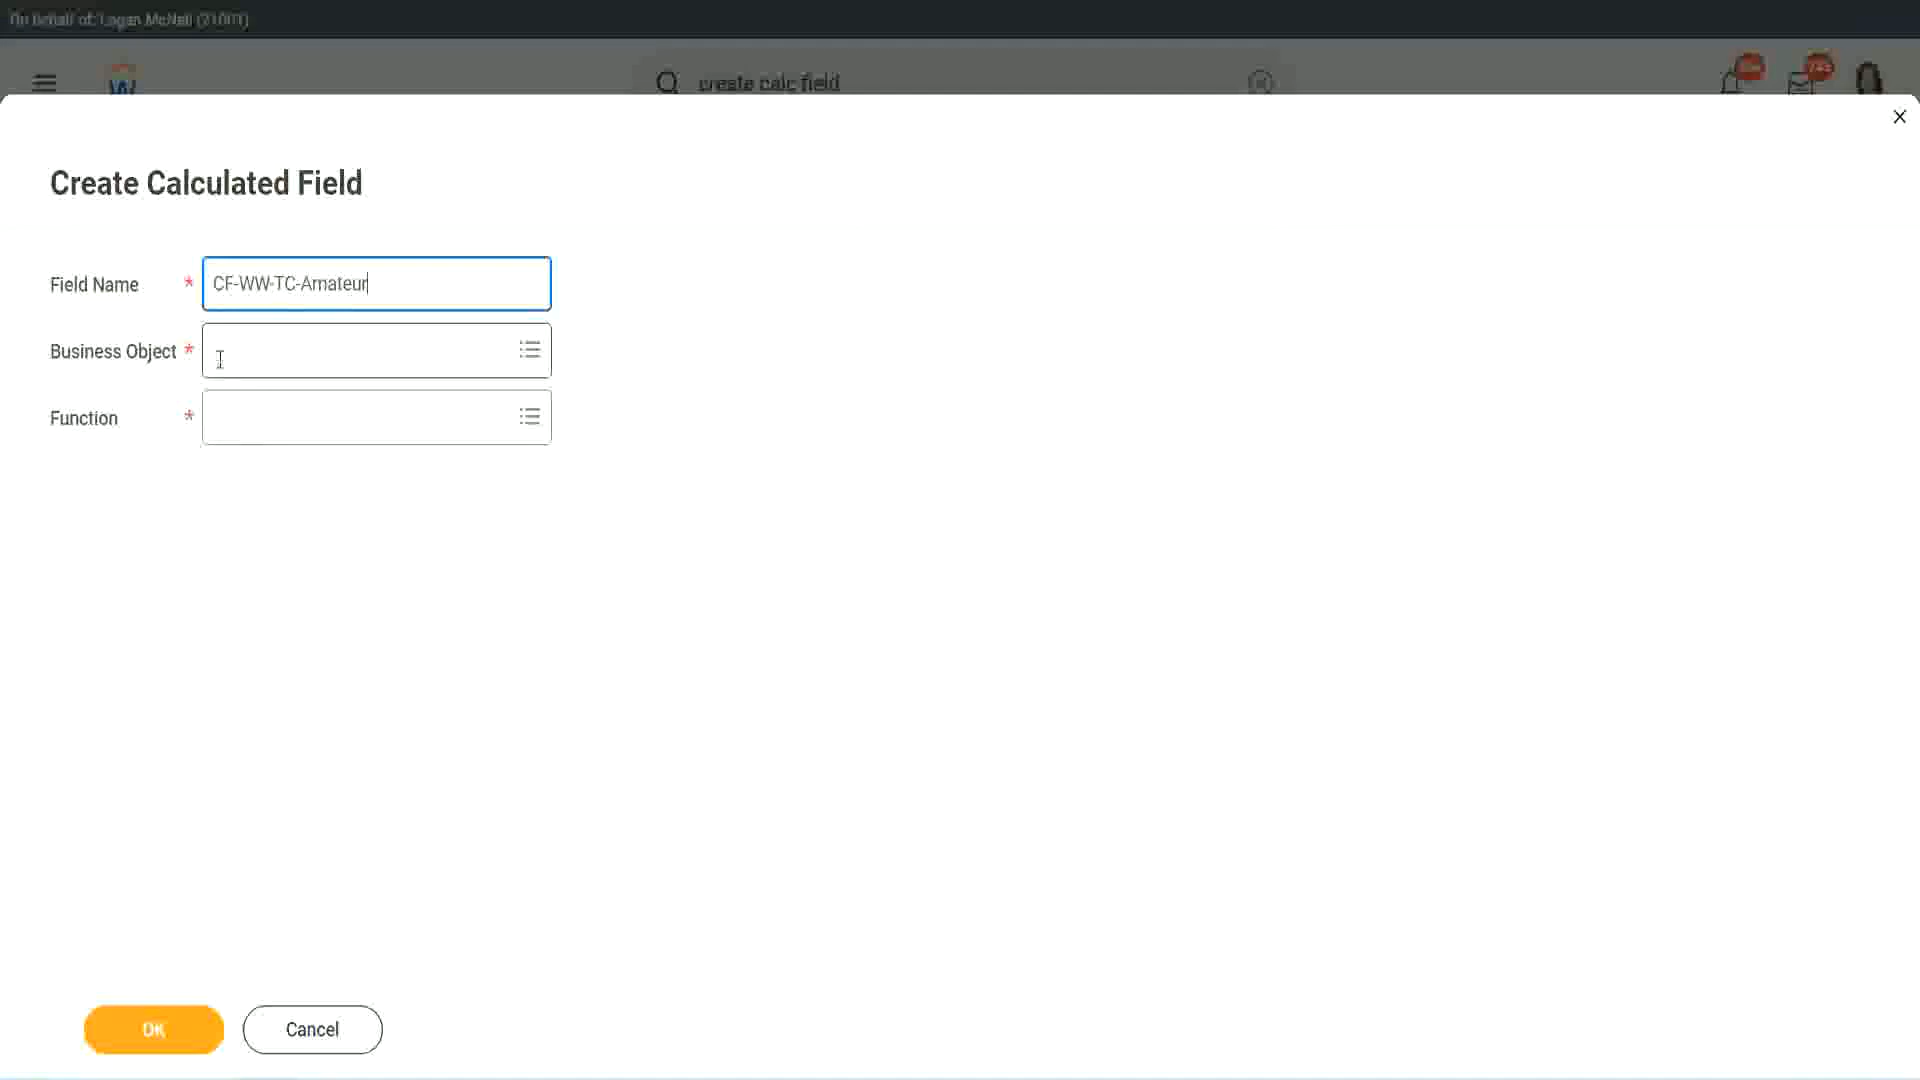 On behalf of: Logan McNeil (21001)
create calc field
Create Calculated Field
Field Name *
CF-WW-TC-Amateur
Business Object *
Function *
OK
Cancel